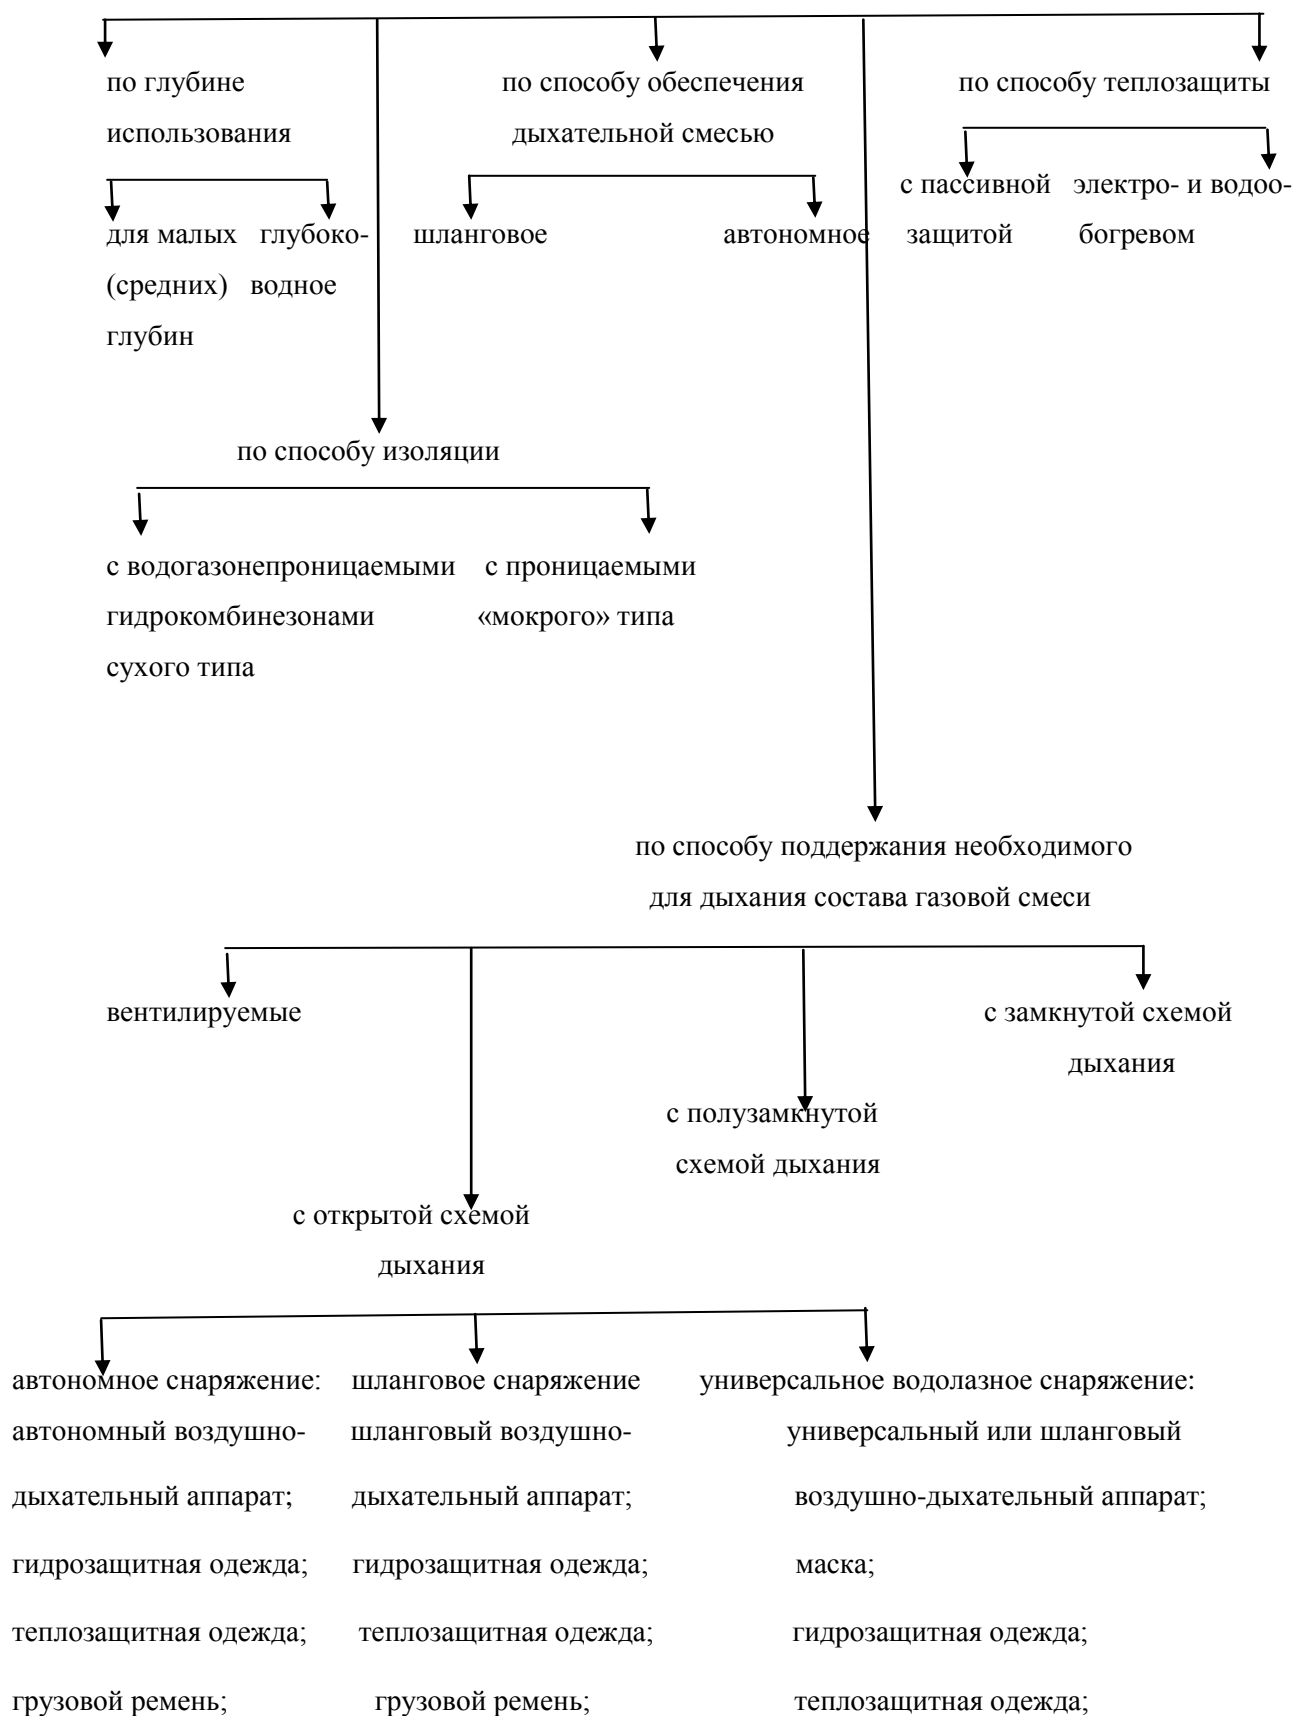 по глубине
использования
по способу обеспечения
дыхательной смесью
по способу теплозащиты
для малых
(средних)
глубин
глубоко-
водное
шланговое
автономное
с пассивной
защитой
электро- и водоо-
богревом
по способу изоляции
с водогазонепроницаемыми
гидрокомбинезонами
сухого типа
с проницаемыми
«мокрого» типа
по способу поддержания необходимого
для дыхания состава газовой смеси
вентилируемые
с замкнутой схемой
дыхания
с полузамкнутой
схемой дыхания
с открытой схемой
дыхания
автономное снаряжение:
автономный воздушно-
дыхательный аппарат;
гидрозащитная одежда;
теплозащитная одежда;
грузовой ремень;
шланговое снаряжение
шланговый воздушно-
дыхательный аппарат;
гидрозащитная одежда;
теплозащитная одежда;
грузовой ремень;
универсальное водолазное снаряжение:
универсальный или шланговый
воздушно-дыхательный аппарат;
маска;
гидрозащитная одежда;
теплозащитная одежда;